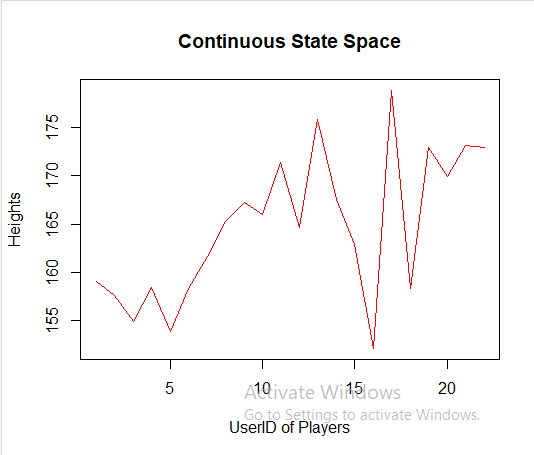 Continuous State Space
Heights
175
170
165
160
155
5 10 15 20
Activate Windows
Go to Settings to activate Windows.
UserID of Players